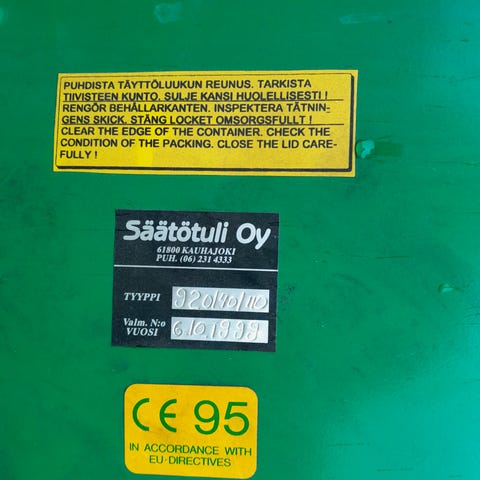 PUHDISTA TÄYTTÖLUUKUN REUNUS. TARKISTA
TIIVISTEEN KUNTO. SULJE KANSI HUOLELLISESTI !
RENGÖR BEHÅLLARKANTEN. INSPEKTERA TÄTNIN-
GENS SKICK. STÄNG LOCKET OMSORGSFULLT !
CLEAR THE EDGE OF THE CONTAINER. CHECK THE
CONDITION OF THE PACKING. CLOSE THE LID CARE-
FULLY !
Säätötuli Oy
61800 KAUHAJOKI
PUH. (06) 231 4333
TYYPPI 920/40/110
Valm. N:o 6.10.1999
VUOSI
CE 95
IN ACCORDANCE WITH
EU-DIRECTIVES